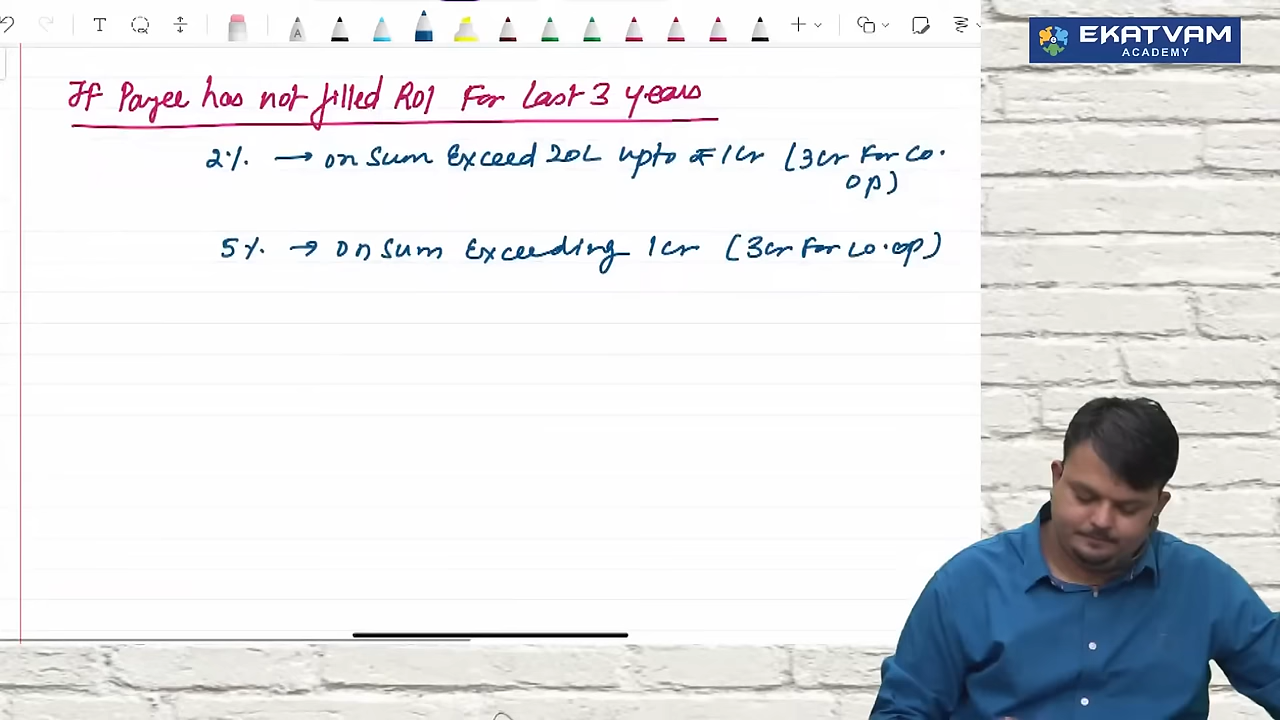 EKATVAM
ACADEMY
If Payee has not filled ROI For Last 3 years
2% → on Sum Exceed 20L upto ₹ 1Cr (3Cr For Co.
op)
5% → on Sum Exceeding 1Cr (3Cr For Co.op)